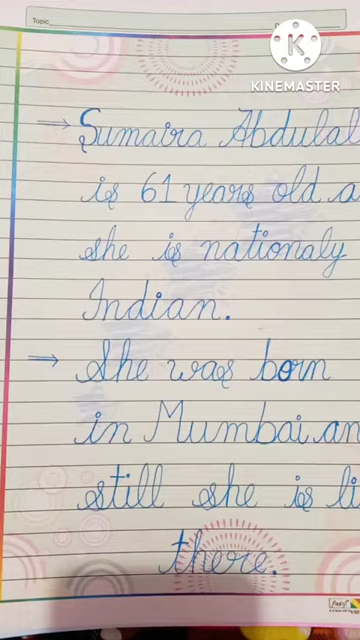 Topic
KINEMASTER
→ Sumaira Abdulal
is 61 years old a
she is nationaly
Indian.
⇒ She was born
in Mumbai an
still she is li
there.